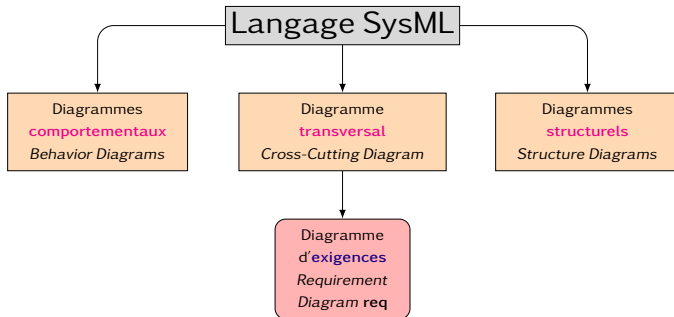 Langage SysML
Diagrammes
comportementaux
Behavior Diagrams
Diagramme
transversal
Cross-Cutting Diagram
Diagrammes
structurels
Structure Diagrams
Diagramme
d'exigences
Requirement
Diagram req